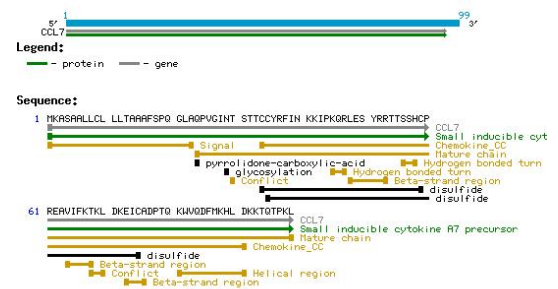 1 99
5' 3'
CCL7
Legend:
- protein - gene
Sequence:
1 MKASAALLCL LLTAAAFSPQ GLAQPVGINT STTCCYRFIN KKIPKQRLES YRRTTSSHCP
CCL7
Small inducible cyt
Signal Chemokine_CC
Mature chain
pyrrolidone-carboxylic-acid Hydrogen bonded turn
glycosylation Hydrogen bonded turn
Conflict Beta-strand region
disulfide
disulfide
61 REAVIFKTKL DKEICADPTQ KWVQDFMKHL DKKTQTPKL
CCL7
Small inducible cytokine A7 precursor
Mature chain
Chemokine_CC
disulfide
Beta-strand region
Conflict Helical region
Beta-strand region